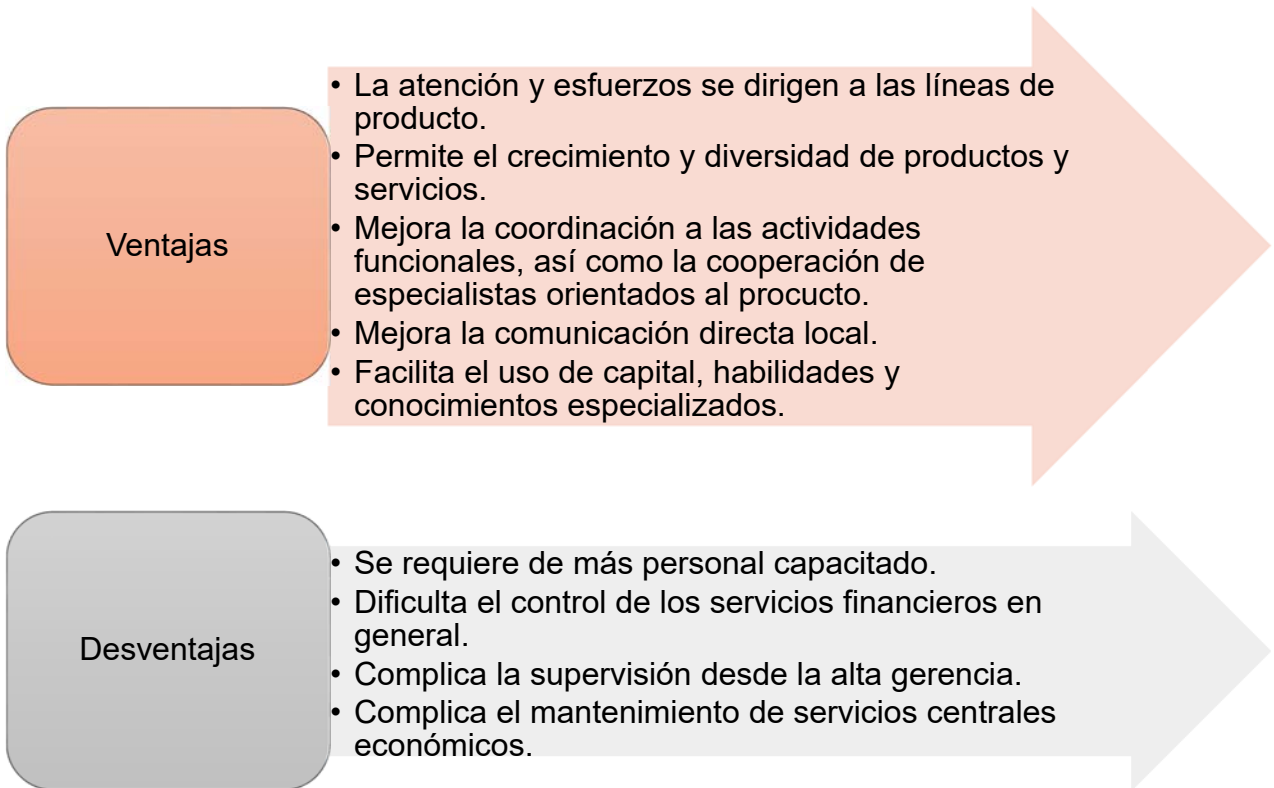 Ventajas
• La atención y esfuerzos se dirigen a las líneas de
producto.
• Permite el crecimiento y diversidad de productos y
servicios.
• Mejora la coordinación a las actividades
funcionales, así como la cooperación de
especialistas orientados al procucto.
• Mejora la comunicación directa local.
• Facilita el uso de capital, habilidades y
conocimientos especializados.
Desventajas
• Se requiere de más personal capacitado.
• Dificulta el control de los servicios financieros en
general.
• Complica la supervisión desde la alta gerencia.
• Complica el mantenimiento de servicios centrales
económicos.